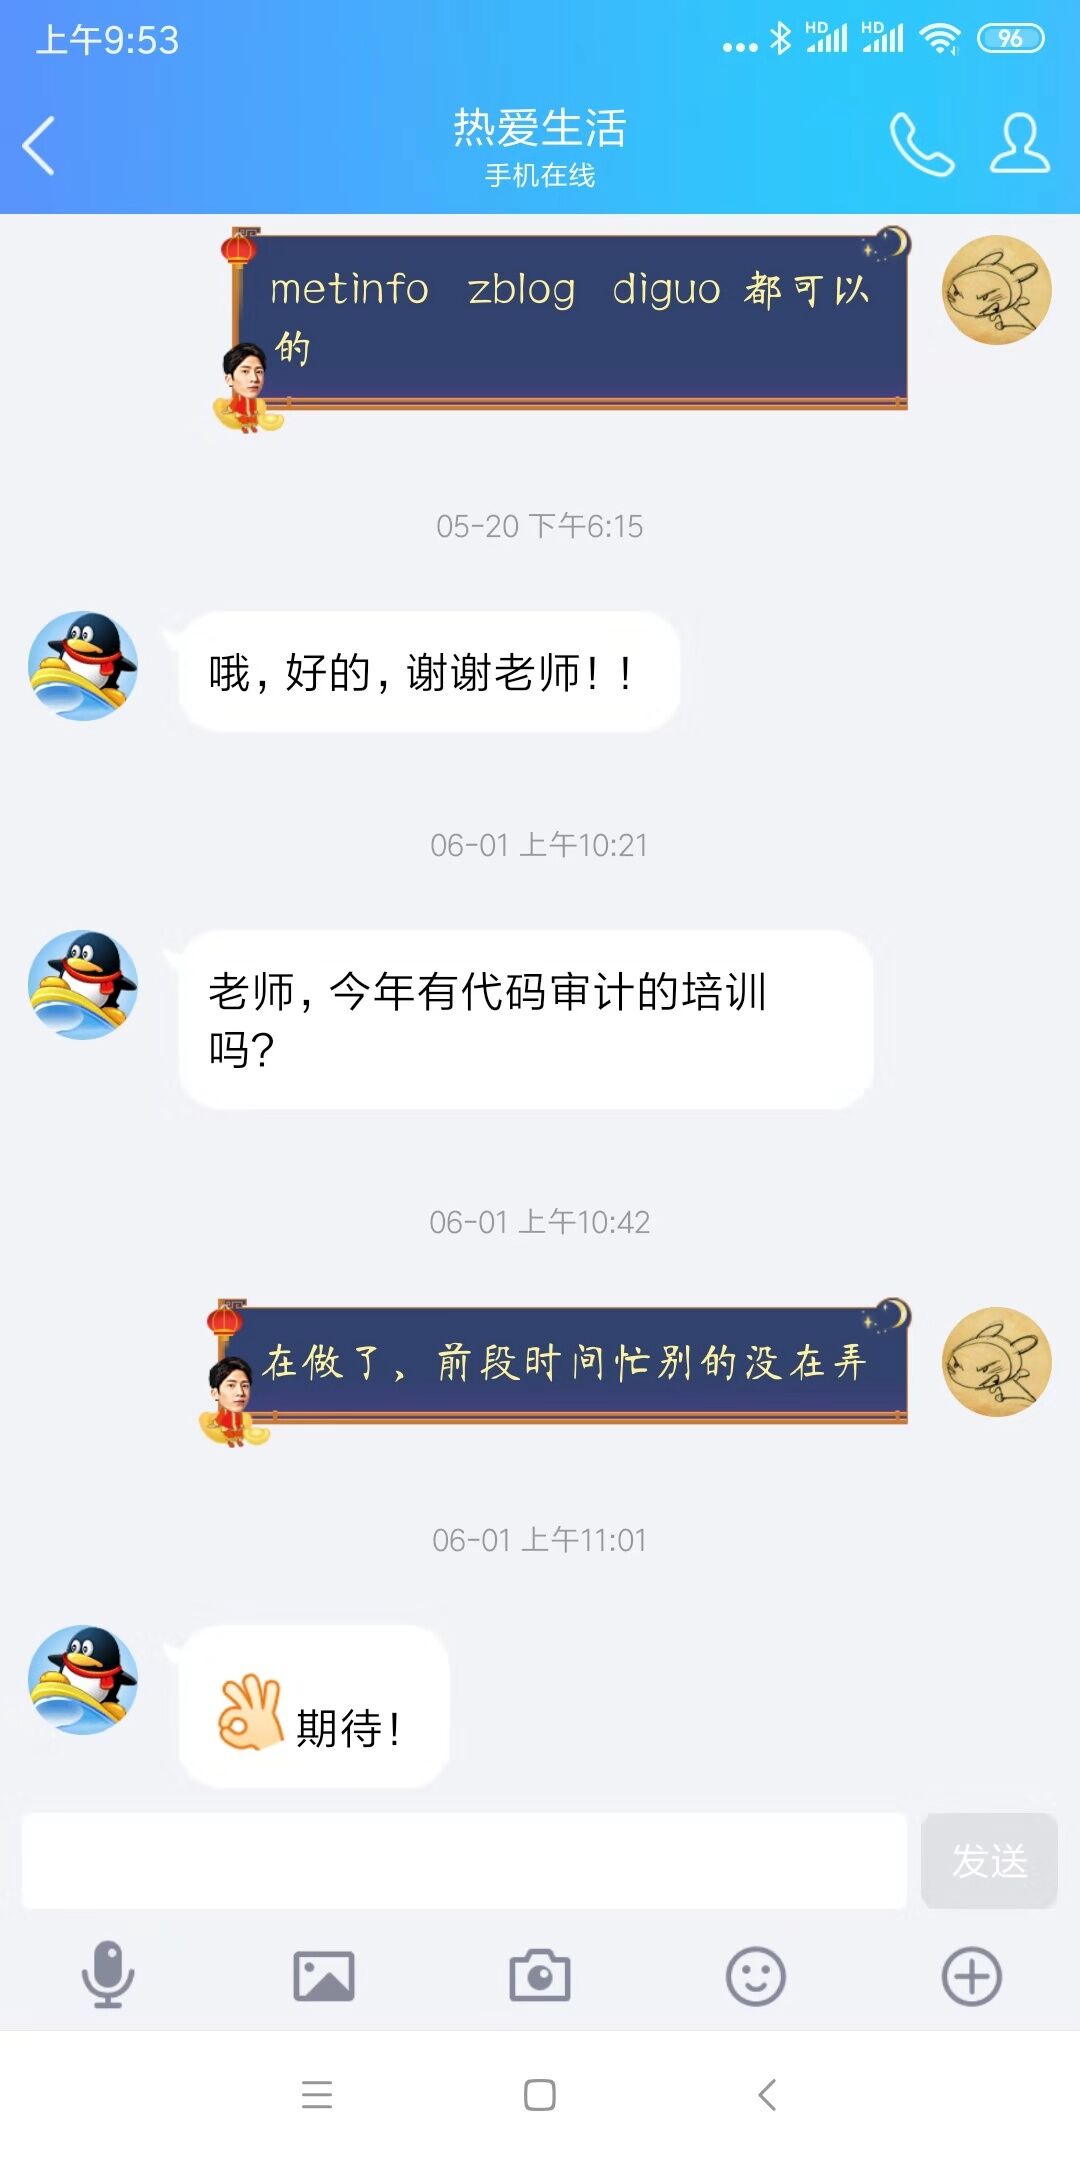 上午9:53
HD HD 96
热爱生活
手机在线
metinfo zblog diguo 都可以
的
05-20 下午6:15
哦，好的，谢谢老师！！
06-01 上午10:21
老师，今年有代码审计的培训
吗？
06-01 上午10:42
在做了，前段时间忙别的没在弄
06-01 上午11:01
👌期待！
发送